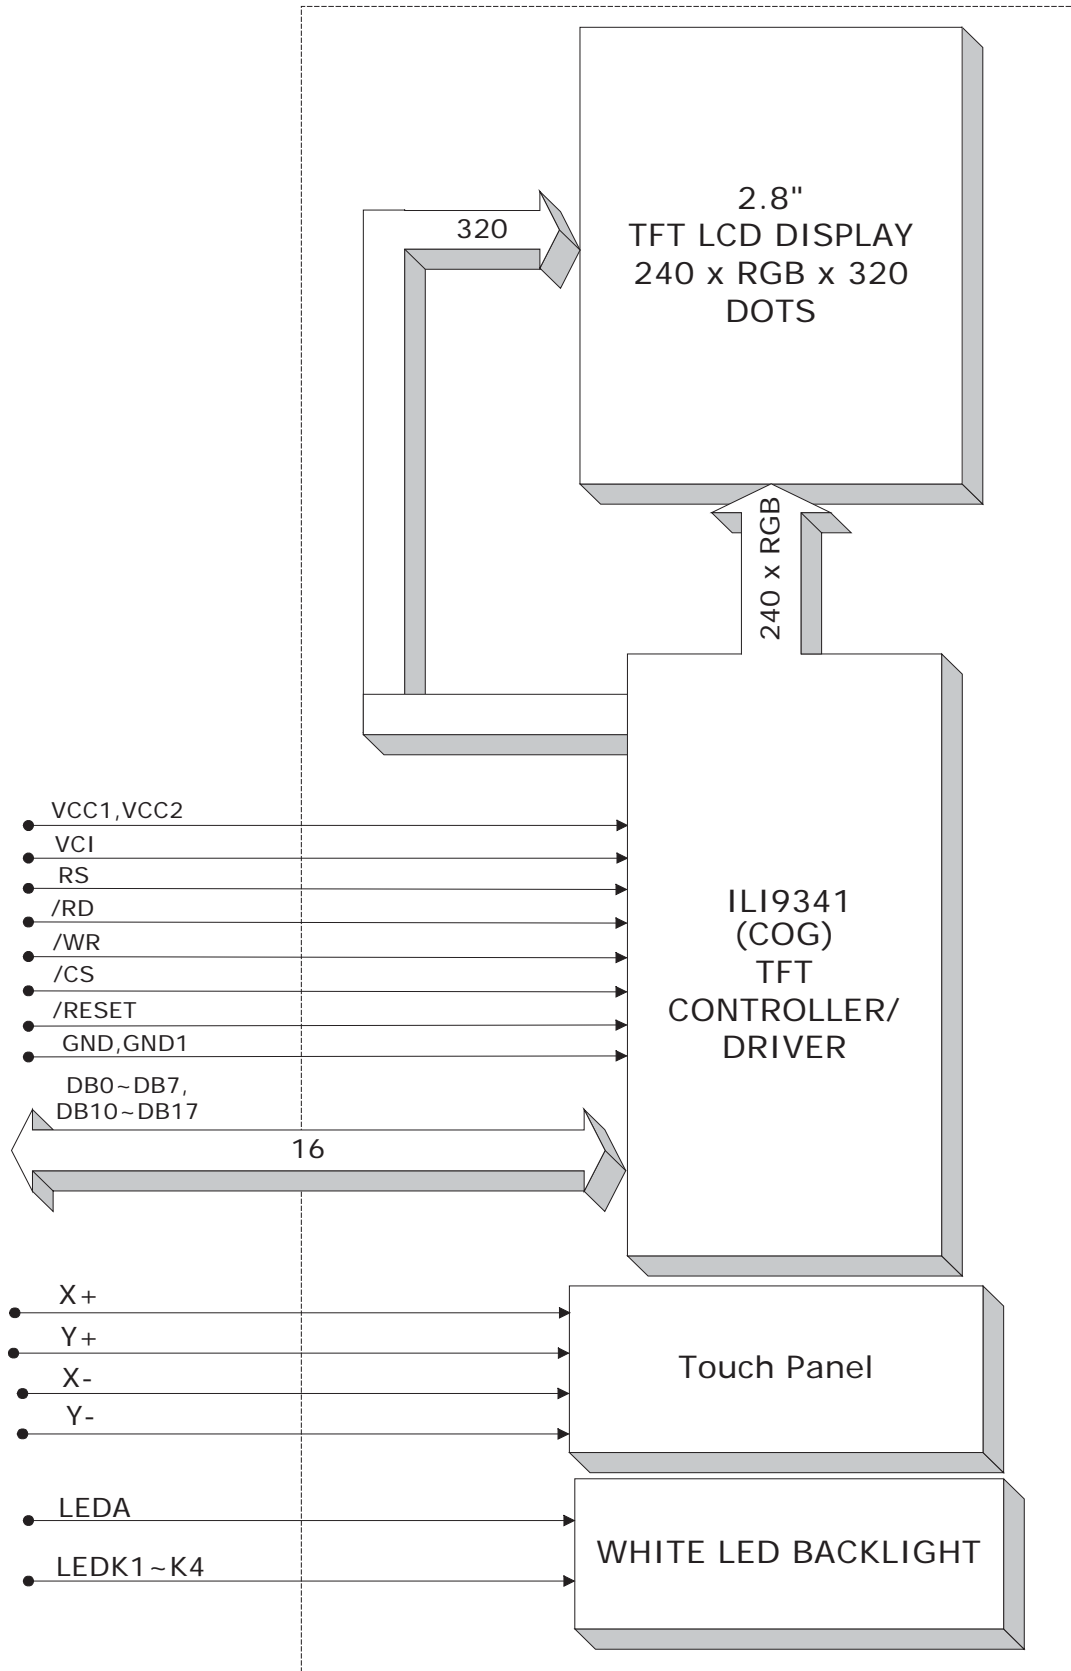 2.8"
TFT LCD DISPLAY
240 x RGB x 320
DOTS
320
240 x RGB
VCC1,VCC2
VCI
RS
/RD
/WR
/CS
/RESET
GND,GND1
DB0~DB7,
DB10~DB17
16
ILI9341
(COG)
TFT
CONTROLLER/
DRIVER
X+
Y+
X-
Y-
Touch Panel
LEDA
LEDK1~K4
WHITE LED BACKLIGHT